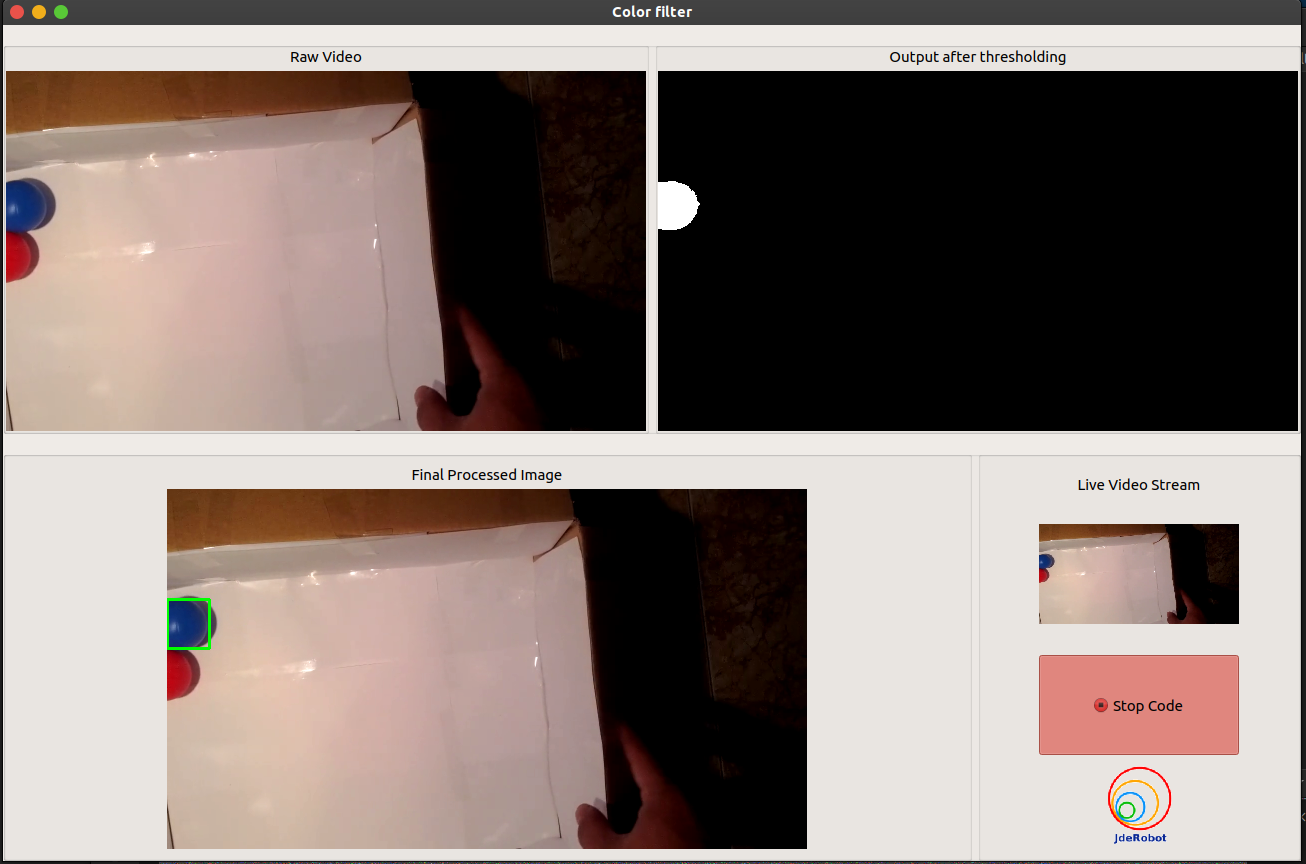 Color filter
Raw Video
Output after thresholding
Final Processed Image
Live Video Stream
Stop Code
JdeRobot